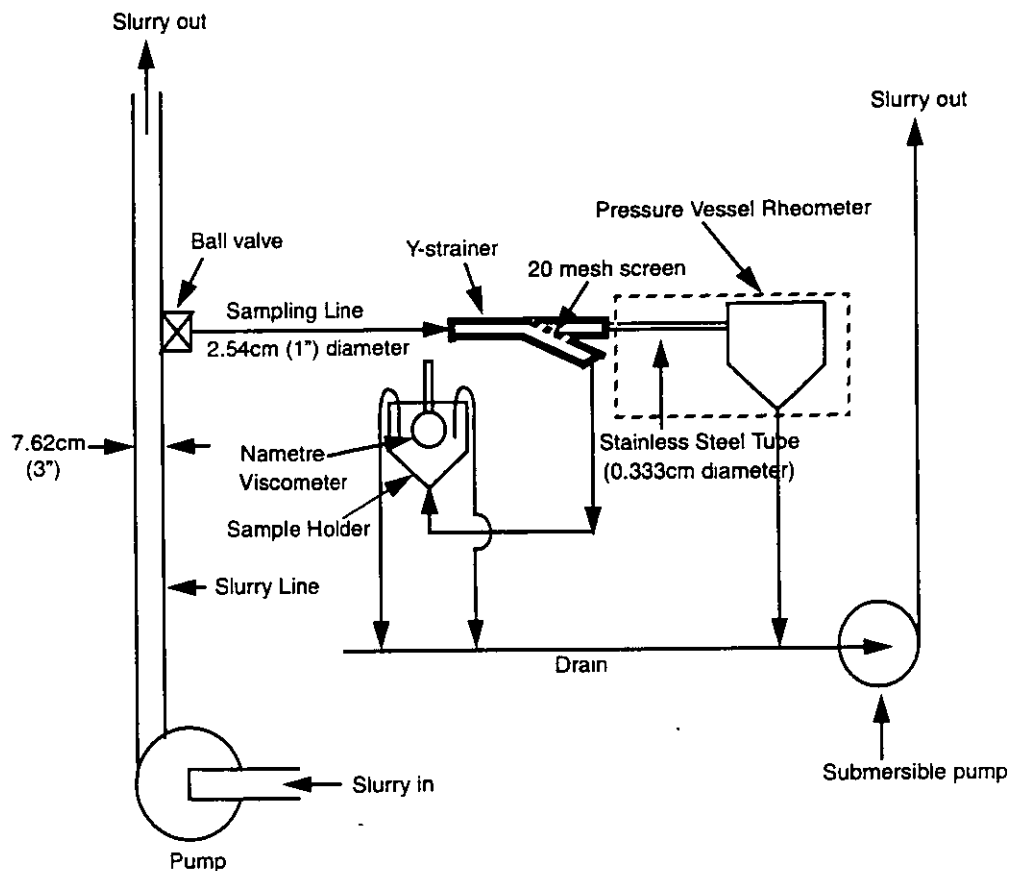 Slurry out
Slurry out
Pressure Vessel Rheometer
Ball valve
Y-strainer
20 mesh screen
Sampling Line
2.54cm (1") diameter
7.62cm
(3")
Nametre
Viscometer
Stainless Steel Tube
(0.333cm diameter)
Sample Holder
Slurry Line
Drain
Submersible pump
Slurry in
Pump